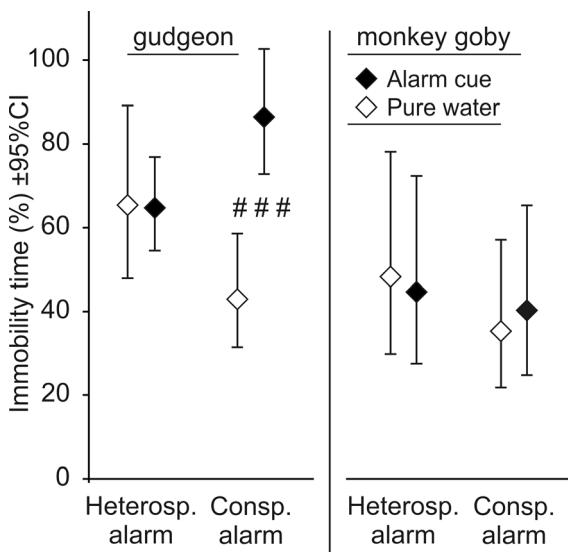 gudgeon
monkey goby
Alarm cue
Pure water
Immobility time (%) ±95%CI
100
80
60
40
20
0
###
Heterosp. alarm
Consp. alarm
Heterosp. alarm
Consp. alarm